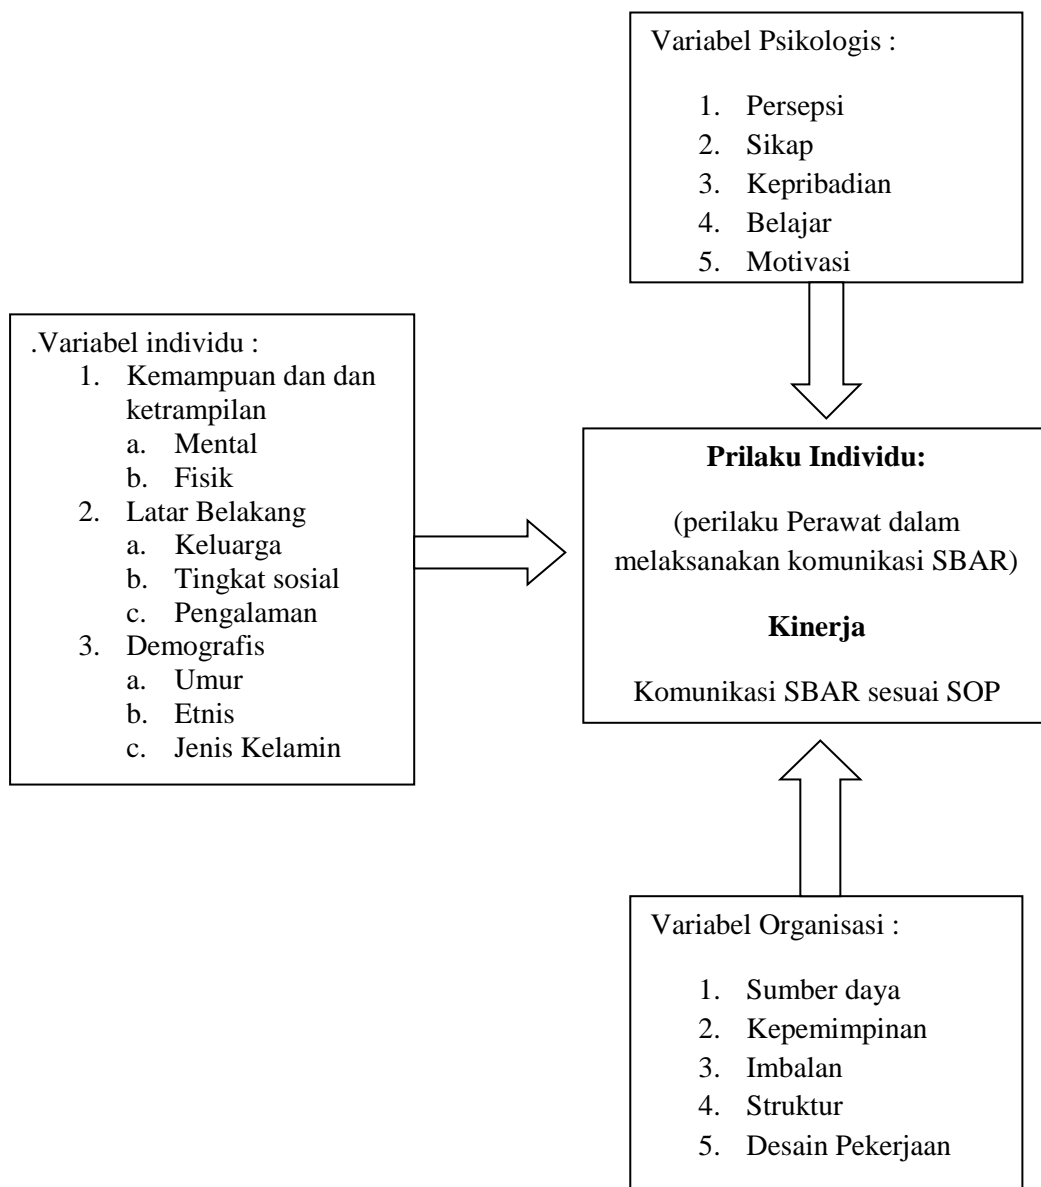 Variabel Psikologis :
1. Persepsi
2. Sikap
3. Kepribadian
4. Belajar
5. Motivasi
.Variabel individu :
1. Kemampuan dan dan
ketrampilan
a. Mental
b. Fisik
2. Latar Belakang
a. Keluarga
b. Tingkat sosial
c. Pengalaman
3. Demografis
a. Umur
b. Etnis
c. Jenis Kelamin
Prilaku Individu:
(perilaku Perawat dalam
melaksanakan komunikasi SBAR)
Kinerja
Komunikasi SBAR sesuai SOP
Variabel Organisasi :
1. Sumber daya
2. Kepemimpinan
3. Imbalan
4. Struktur
5. Desain Pekerjaan